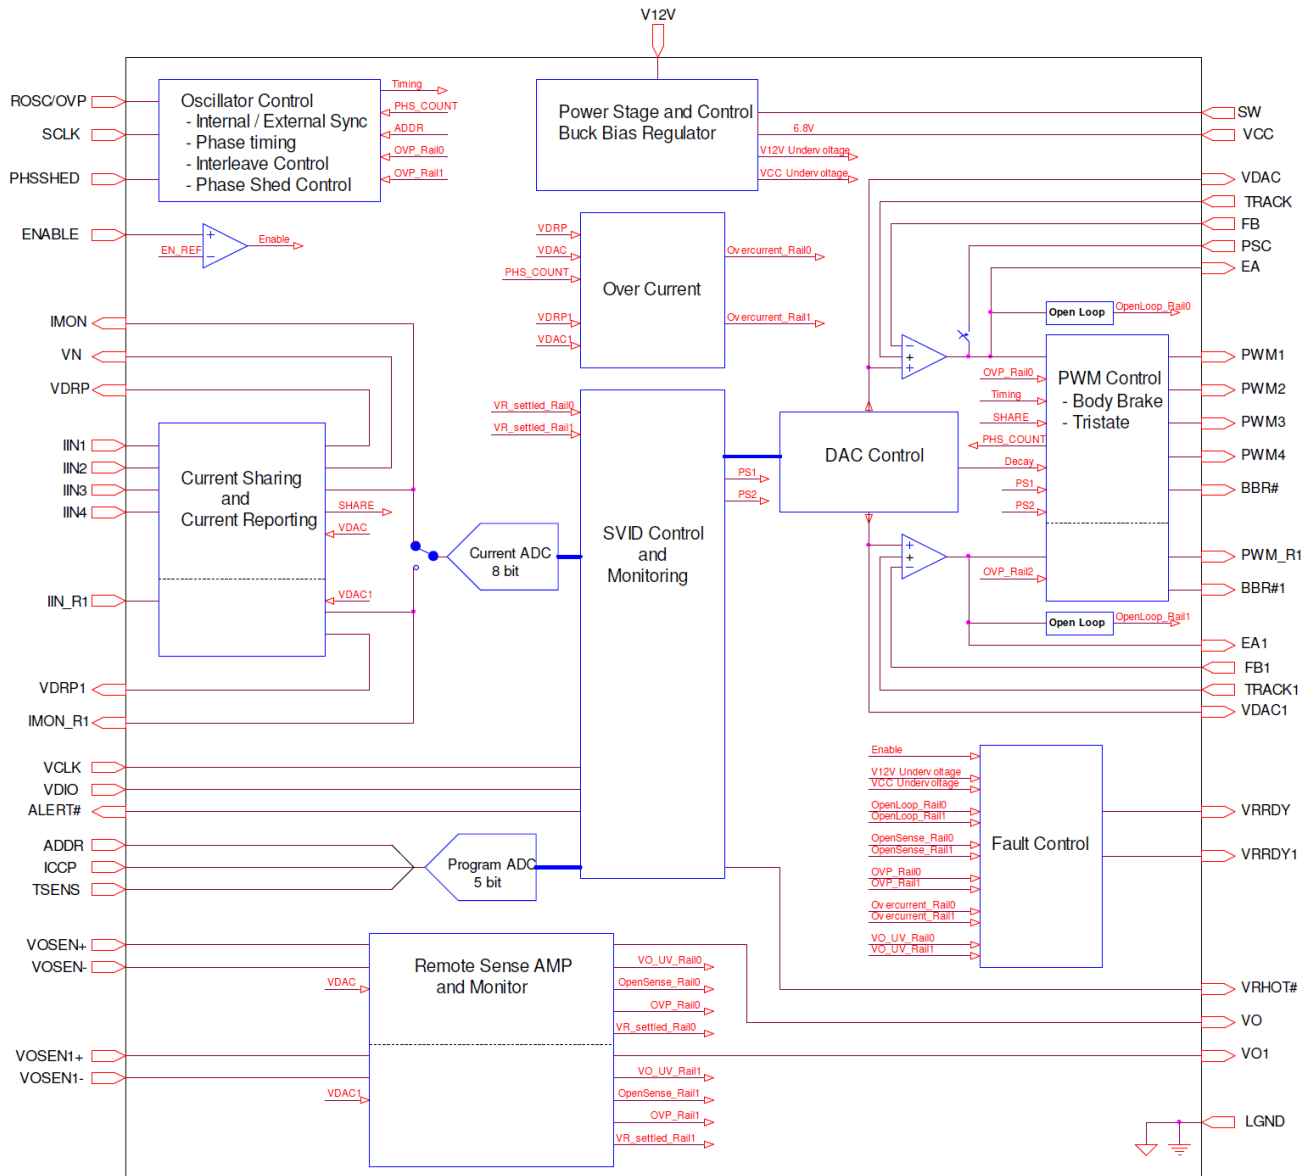 V12V
ROSC/OVP
SCLK
PHSSHED
ENABLE
Oscillator Control
- Internal / External Sync
- Phase timing
- Interleave Control
- Phase Shed Control
Timing
PHS_COUNT
ADDR
OVP_Rail0
OVP_Rail1
EN_REF
+
−
Enable
Power Stage and Control
Buck Bias Regulator
6.8V
V12V Undervoltage
VCC Undervoltage
SW
VCC
VDAC
TRACK
FB
PSC
EA
VDRP
VDAC
PHS_COUNT
VDRP1
VDAC1
Over Current
Overcurrent_Rail0
Overcurrent_Rail1
IMON
VN
VDRP
IIN1
IIN2
IIN3
IIN4
IIN_R1
VDRP1
IMON_R1
Current Sharing
and
Current Reporting
SHARE
VDAC
VDAC1
Current ADC
8 bit
VR_settled_Rail0
VR_settled_Rail1
SVID Control
and
Monitoring
PS1
PS2
DAC Control
−
+
+
+
+
−
Open Loop
OpenLoop_Rail0
OVP_Rail0
Timing
SHARE
PHS_COUNT
Decay
PS1
PS2
OVP_Rail2
PWM Control
- Body Brake
- Tristate
Open Loop
OpenLoop_Rail1
PWM1
PWM2
PWM3
PWM4
BBR#
PWM_R1
BBR#1
EA1
FB1
TRACK1
VDAC1
VCLK
VDIO
ALERT#
ADDR
ICCP
TSENS
Program ADC
5 bit
Enable
V12V Undervoltage
VCC Undervoltage
OpenLoop_Rail0
OpenLoop_Rail1
OpenSense_Rail0
OpenSense_Rail1
OVP_Rail0
OVP_Rail1
Overcurrent_Rail0
Overcurrent_Rail1
VO_UV_Rail0
VO_UV_Rail1
Fault Control
VRRDY
VRRDY1
VRHOT#
VO
VO1
LGND
VOSEN+
VOSEN-
VOSEN1+
VOSEN1-
VDAC
VDAC1
Remote Sense AMP
and Monitor
VO_UV_Rail0
OpenSense_Rail0
OVP_Rail0
VR_settled_Rail0
VO_UV_Rail1
OpenSense_Rail1
OVP_Rail1
VR_settled_Rail1